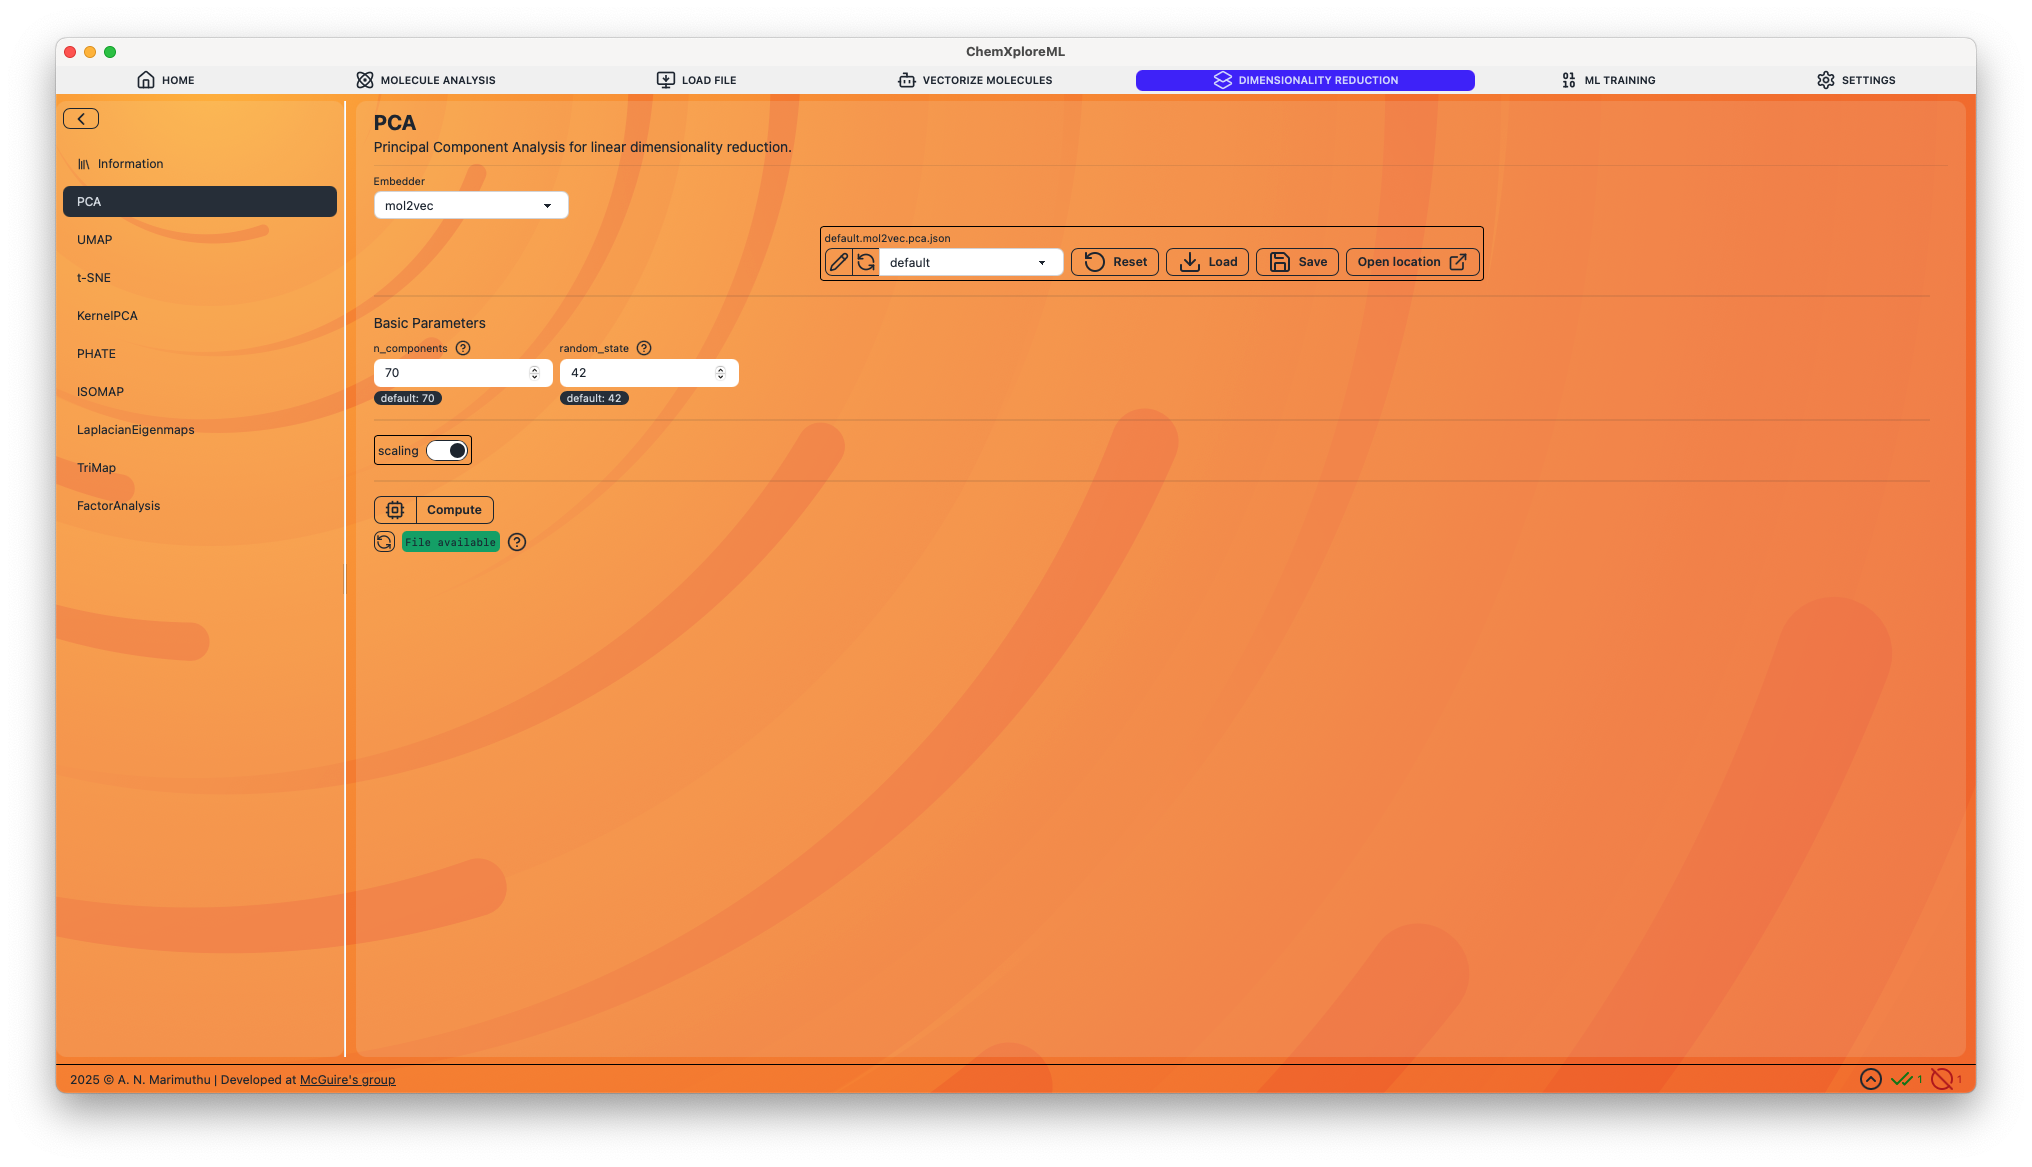 ChemXploreML
HOME
MOLECULE ANALYSIS
LOAD FILE
VECTORIZE MOLECULES
DIMENSIONALITY REDUCTION
ML TRAINING
SETTINGS
Information
PCA
UMAP
t-SNE
KernelPCA
PHATE
ISOMAP
LaplacianEigenmaps
TriMap
FactorAnalysis
PCA
Principal Component Analysis for linear dimensionality reduction.
Embedder
mol2vec
default.mol2vec.pca.json
default
Reset
Load
Save
Open location
Basic Parameters
n_components
random_state
70
42
default: 70
default: 42
scaling
Compute
File available
2025 © A. N. Marimuthu | Developed at McGuire's group
1
1